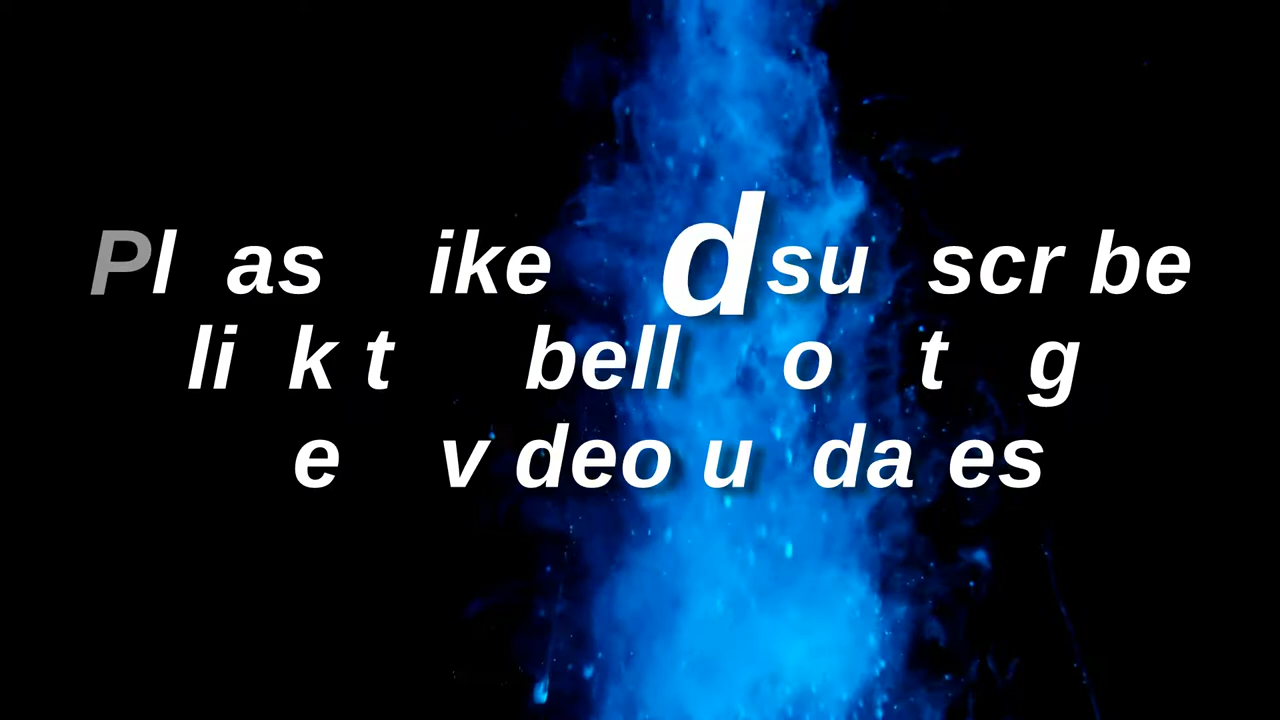 Pl as ike d su scr be
li k t bell o t g
e v deo u da es